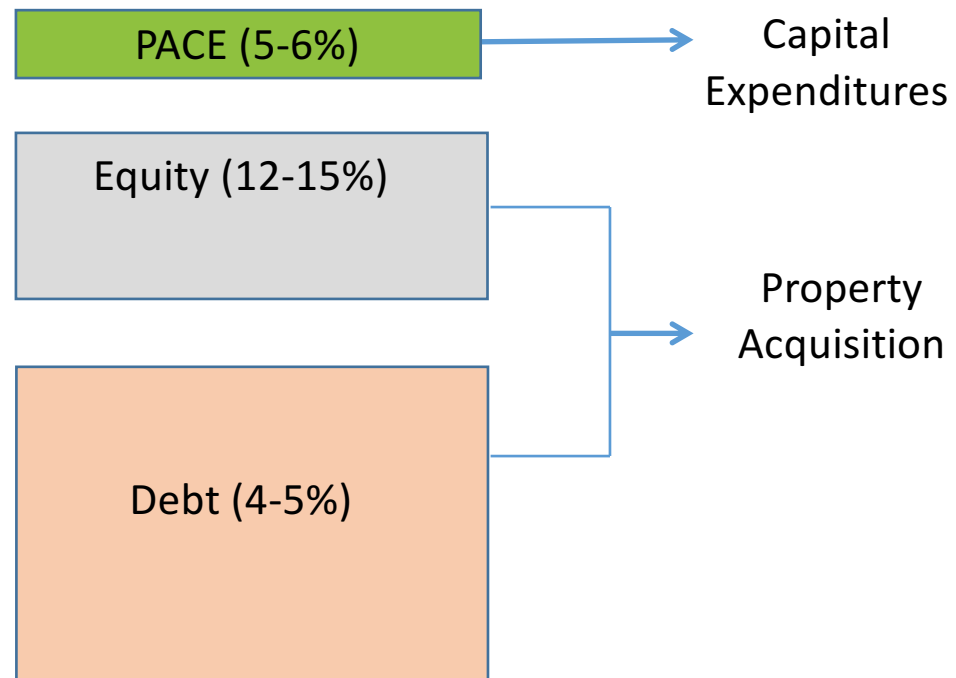 PACE (5-6%)
Capital
Expenditures
Equity (12-15%)
Property
Acquisition
Debt (4-5%)